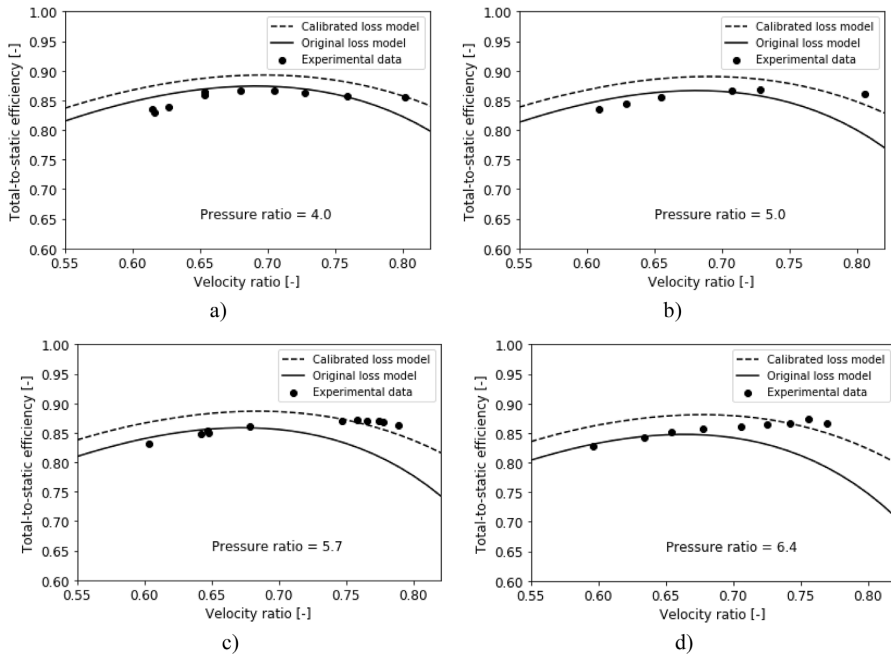 Total-to-static efficiency [-]
1.00
0.95
0.90
0.85
0.80
0.75
0.70
0.65
0.60
Calibrated loss model
Original loss model
Experimental data
Pressure ratio = 4.0
0.55 0.60 0.65 0.70 0.75 0.80
Velocity ratio [-]
a)
Total-to-static efficiency [-]
1.00
0.95
0.90
0.85
0.80
0.75
0.70
0.65
0.60
Calibrated loss model
Original loss model
Experimental data
Pressure ratio = 5.0
0.55 0.60 0.65 0.70 0.75 0.80
Velocity ratio [-]
b)
Total-to-static efficiency [-]
1.00
0.95
0.90
0.85
0.80
0.75
0.70
0.65
0.60
Calibrated loss model
Original loss model
Experimental data
Pressure ratio = 5.7
0.55 0.60 0.65 0.70 0.75 0.80
Velocity ratio [-]
c)
Total-to-static efficiency [-]
1.00
0.95
0.90
0.85
0.80
0.75
0.70
0.65
0.60
Calibrated loss model
Original loss model
Experimental data
Pressure ratio = 6.4
0.55 0.60 0.65 0.70 0.75 0.80
Velocity ratio [-]
d)